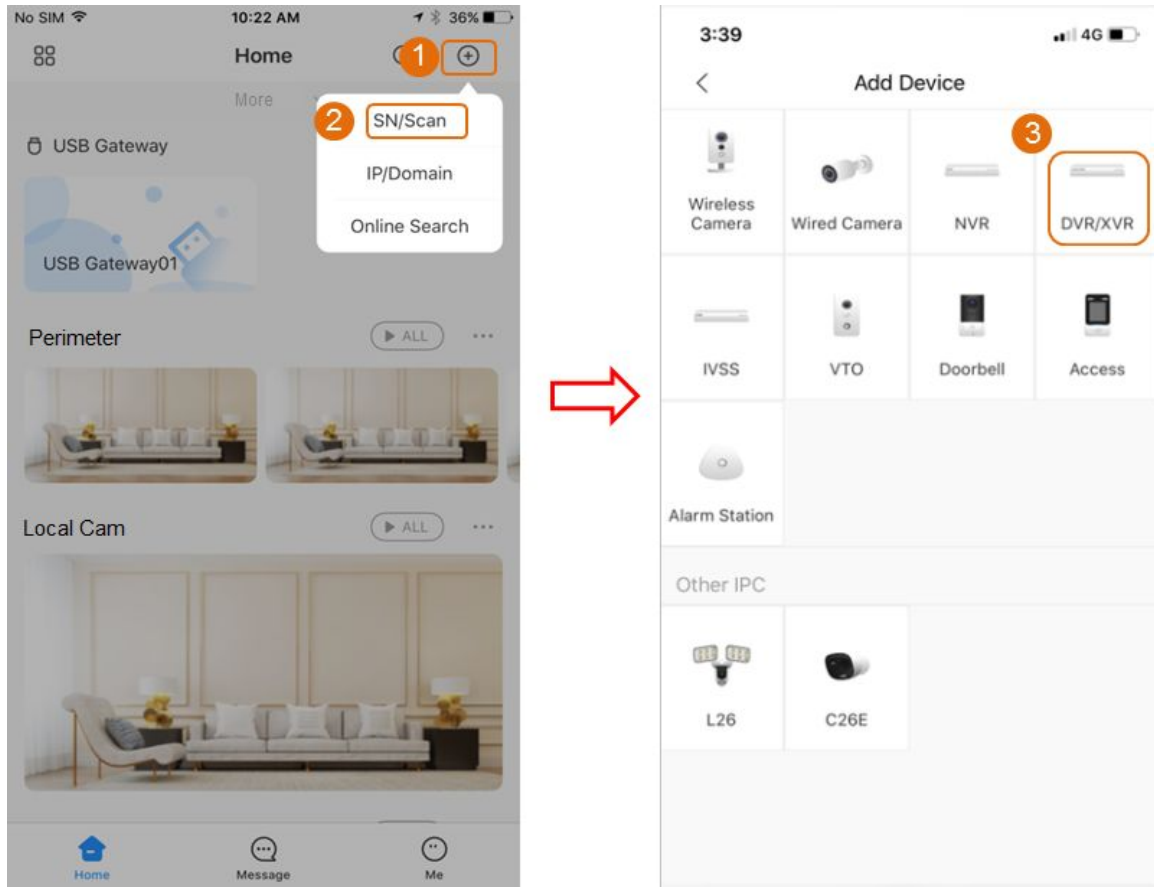 No SIM
10:22 AM
36%
Home
1
More
2
SN/Scan
IP/Domain
Online Search
USB Gateway
USB Gateway01
Perimeter
ALL
Local Cam
ALL
Home
Message
Me
3:39
4G
Add Device
3
Wireless
Camera
Wired Camera
NVR
DVR/XVR
IVSS
VTO
Doorbell
Access
Alarm Station
Other IPC
L26
C26E